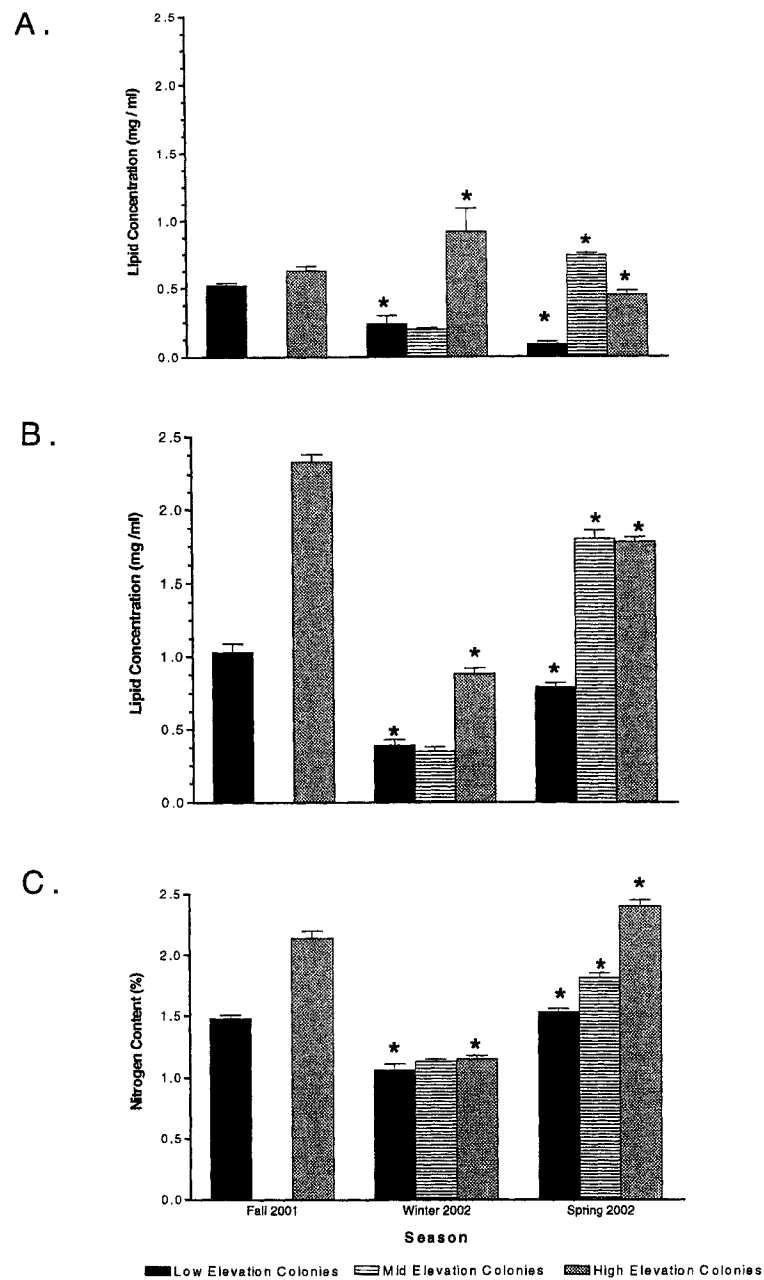 A.
2.5
2.0
1.5
1.0
0.5
0.0
Lipid Concentration (mg / ml)
* * * * *
B.
2.5
2.0
1.5
1.0
0.5
0.0
Lipid Concentration (mg /ml)
* * * * *
C.
2.5
2.0
1.5
1.0
0.5
0.0
Nitrogen Content (%)
* * * * *
Fall 2001 Winter 2002 Spring 2002
Season
Low Elevation Colonies Mid Elevation Colonies High Elevation Colonies